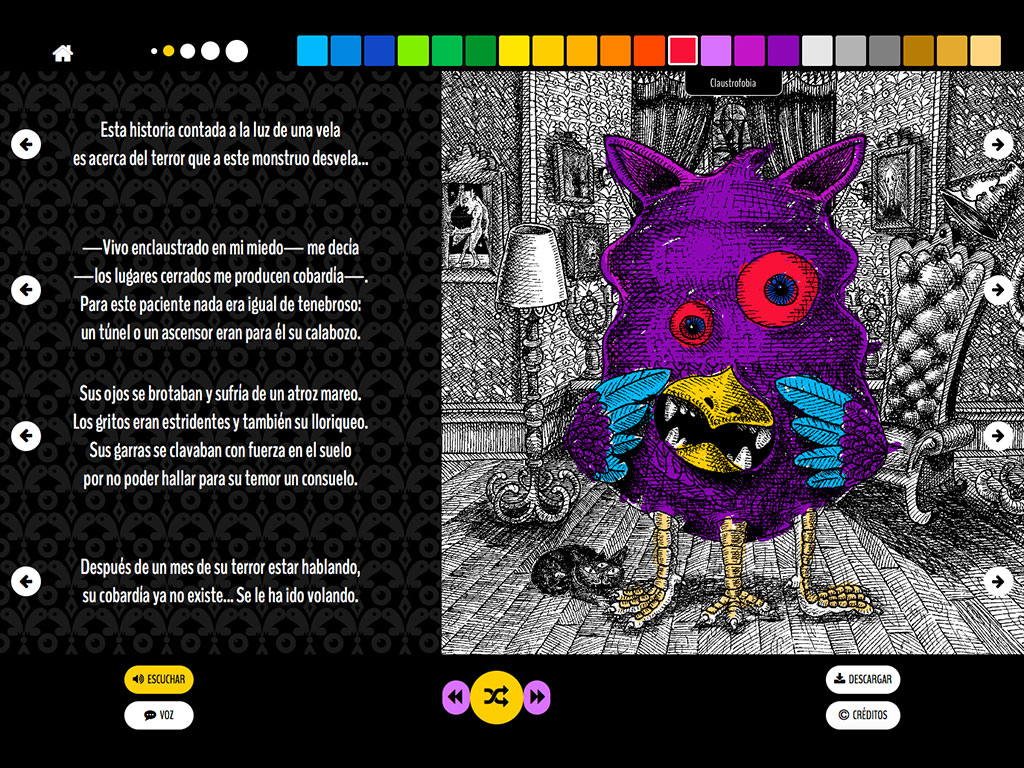 Claustrofobia
Esta historia contada a la luz de una vela
es acerca del terror que a este monstruo desvela...
—Vivo enclaustrado en mi miedo— me decía
—los lugares cerrados me producen cobardía—.
Para este paciente nada era igual de tenebroso:
un túnel o un ascensor eran para él su calabozo.
Sus ojos se brotaban y sufría de un atroz mareo.
Los gritos eran estridentes y también su lloriqueo.
Sus garras se clavaban con fuerza en el suelo
por no poder hallar para su temor un consuelo.
Después de un mes de su terror estar hablando,
su cobardía ya no existe... Se le ha ido volando.
ESCUCHAR
VOZ
DESCARGAR
CRÉDITOS